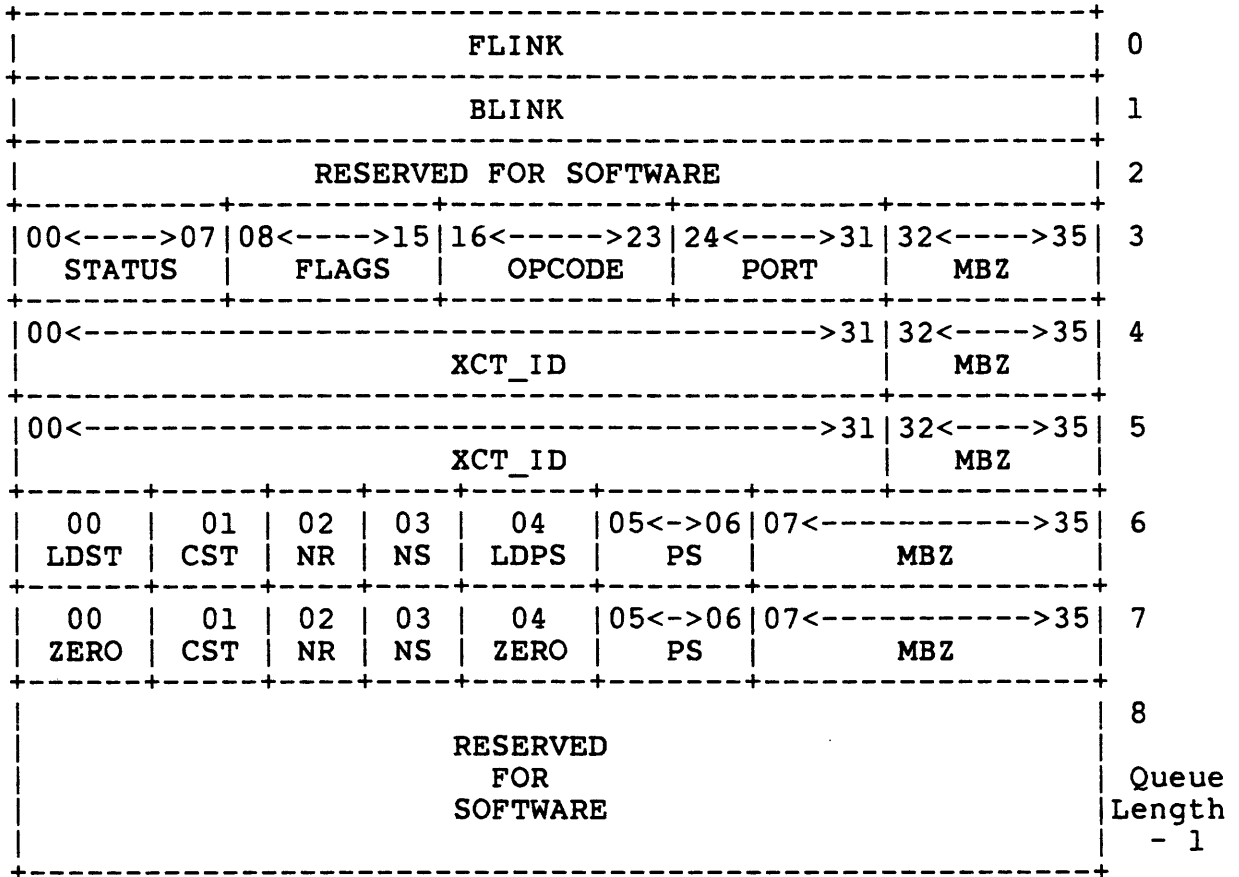 +-------------------------------------------------------+
| FLINK | 0
+-------------------------------------------------------+
| BLINK | 1
+-------------------------------------------------------+
| RESERVED FOR SOFTWARE | 2
+-----------+----------+-----------+----------+----------+
|00<---->07|08<---->15|16<----->23|24<---->31|32<---->35| 3
| STATUS | FLAGS | OPCODE | PORT | MBZ |
+-----------+----------+-----------+----------+----------+
|00<-------------------------------------->31|32<---->35| 4
| XCT_ID | MBZ |
+--------------------------------------------+----------+
|00<-------------------------------------->31|32<---->35| 5
| XCT_ID | MBZ |
+------+-----+----+----+------+-------+------+----------+
| 00 | 01 | 02 | 03 | 04 |05<->06|07<----------->35| 6
| LDST | CST | NR | NS | LDPS | PS | MBZ |
+------+-----+----+----+------+-------+-----------------+
| 00 | 01 | 02 | 03 | 04 |05<->06|07<----------->35| 7
| ZERO | CST | NR | NS | ZERO | PS | MBZ |
+------+-----+----+----+------+-------+-----------------+
| | 8
| RESERVED |
| FOR | Queue
| SOFTWARE |Length
| | - 1
+-------------------------------------------------------+